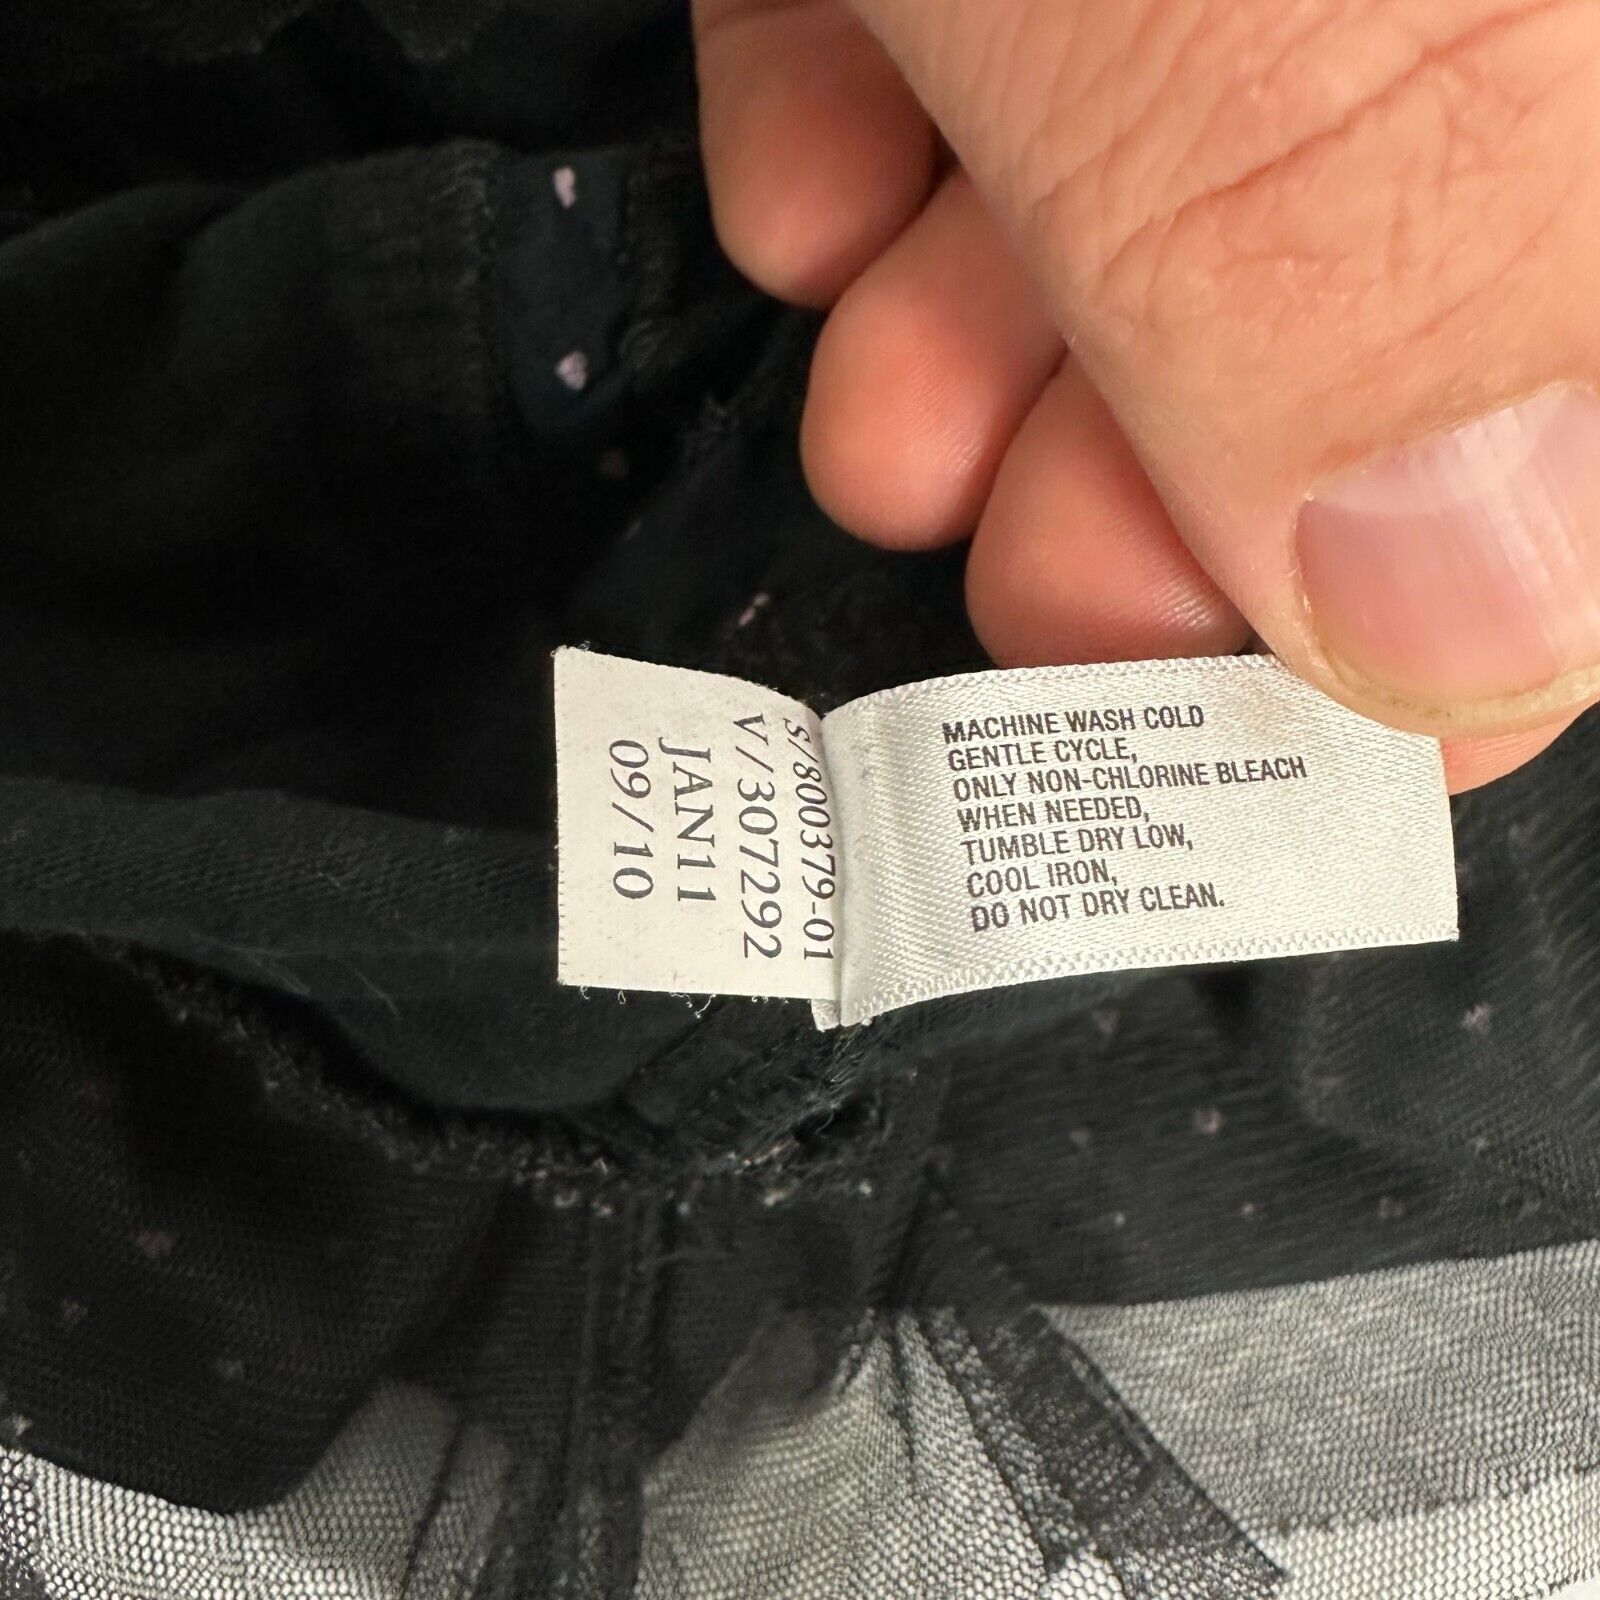 S/800379-01
V/307292
JAN11
09/10
MACHINE WASH COLD
GENTLE CYCLE,
ONLY NON-CHLORINE BLEACH
WHEN NEEDED,
TUMBLE DRY LOW,
COOL IRON,
DO NOT DRY CLEAN.